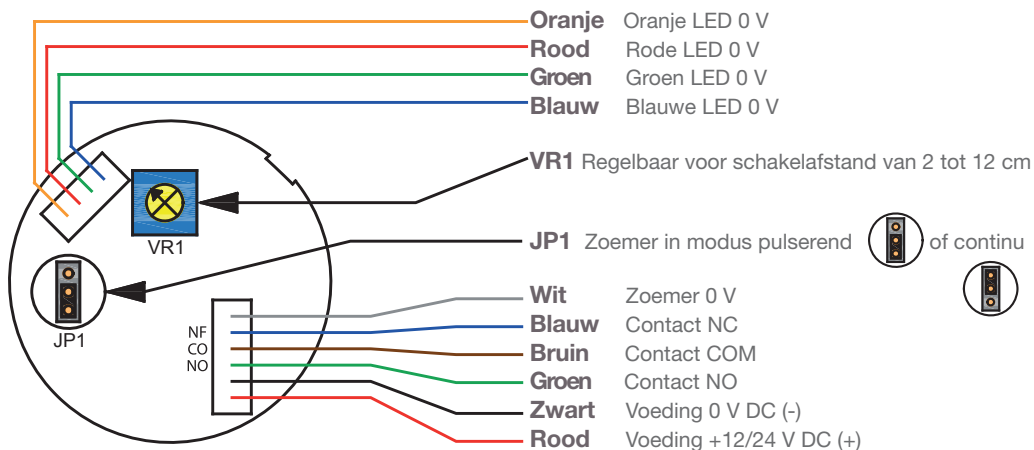 Oranje Oranje LED 0 V
Rood Rode LED 0 V
Groen Groen LED 0 V
Blauw Blauwe LED 0 V
VR1 Regelbaar voor schakelafstand van 2 tot 12 cm
VR1
JP1 Zoemer in modus pulserend of continu
JP1
Wit Zoemer 0 V
NF
Blauw Contact NC
CO
Bruin Contact COM
NO
Groen Contact NO
Zwart Voeding 0 V DC (-)
Rood Voeding +12/24 V DC (+)